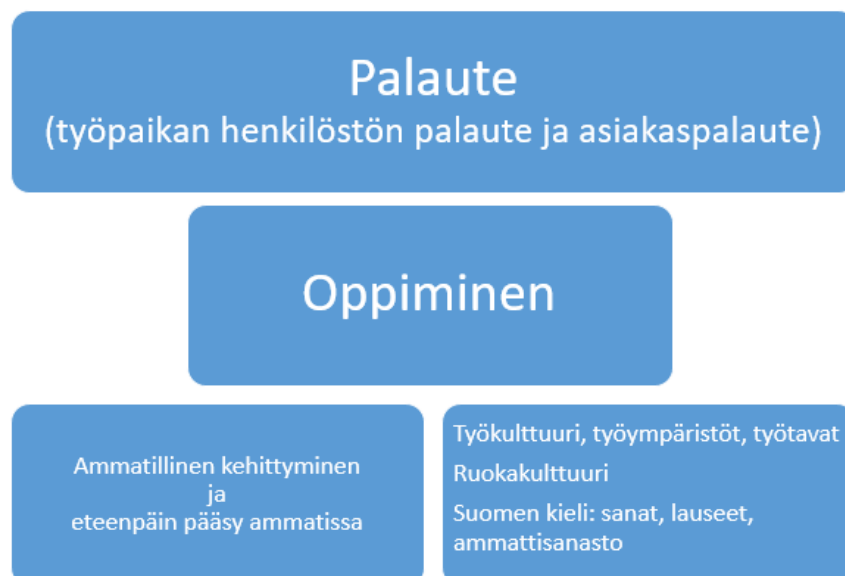 Palaute
(työpaikan henkilöstön palaute ja asiakaspalaute)
Oppiminen
Ammatillinen kehittyminen
ja
eteenpäin pääsy ammatissa
Työkulttuuri, työympäristöt, työtavat
Ruokakulttuuri
Suomen kieli: sanat, lauseet,
ammattisanasto